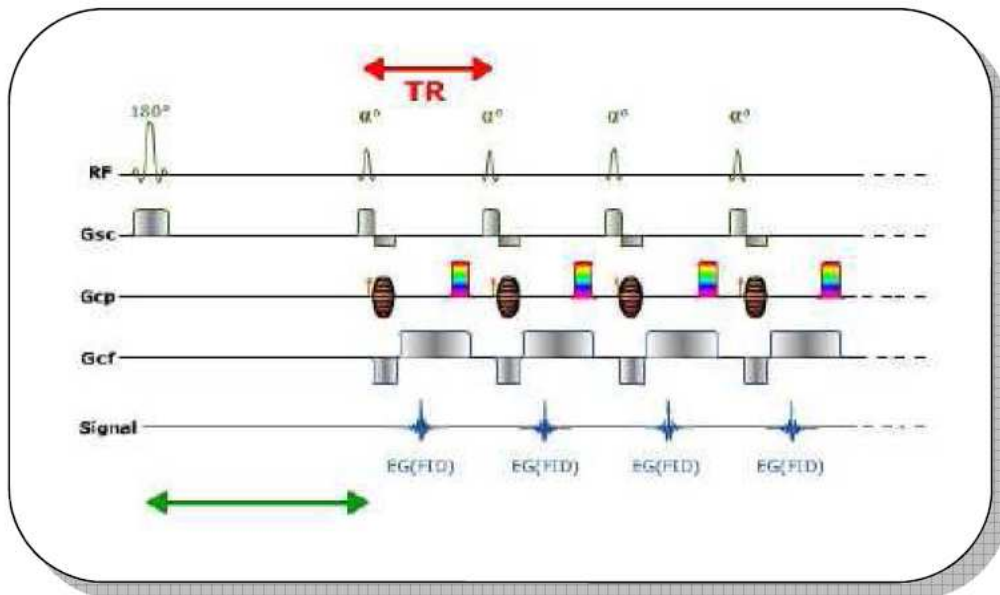 TR
180° α° α° α° α°
RF
Gsc
Gcp
Gcf
Signal
EG(FID) EG(FID) EG(FID) EG(FID)